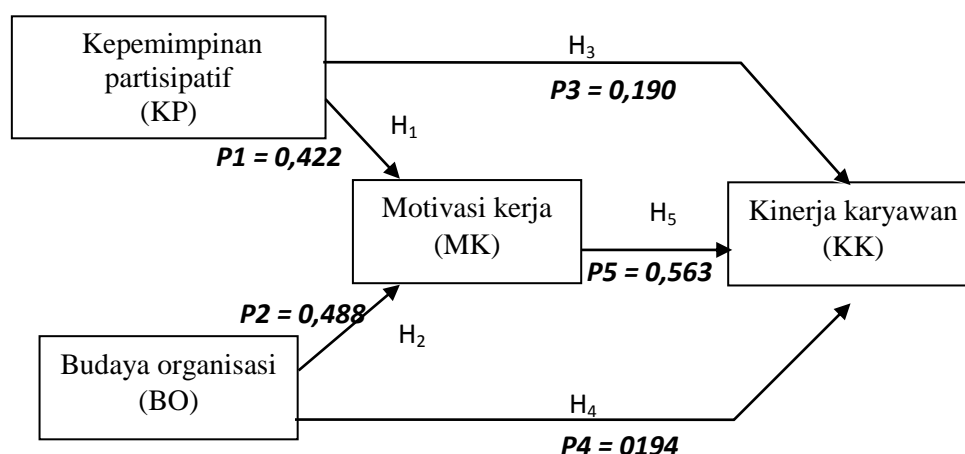 Kepemimpinan
partisipatif
(KP)
H₃
P3 = 0,190
H₁
P1 = 0,422
Motivasi kerja
(MK)
H₅
P5 = 0,563
Kinerja karyawan
(KK)
P2 = 0,488
H₂
Budaya organisasi
(BO)
H₄
P4 = 0194